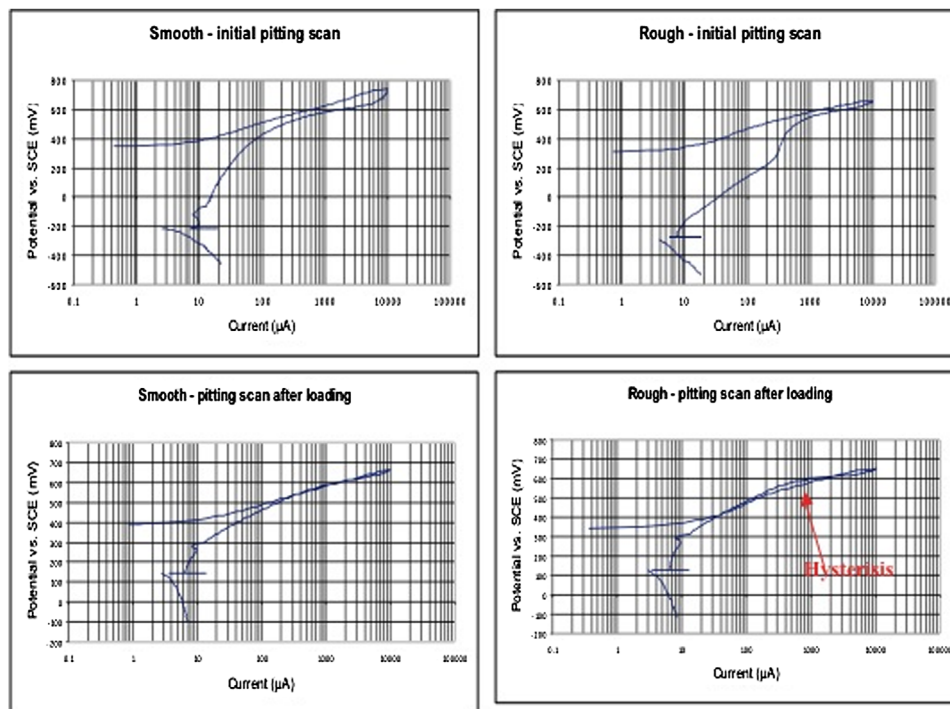 Smooth - initial pitting scan
Potential vs. SCE (mV)
800
600
400
200
0
-200
-400
-600
0.1 1 10 100 1000 10000 100000
Current (µA)
Rough - initial pitting scan
Potential vs. SCE (mV)
800
600
400
200
0
-200
-400
-600
0.1 1 10 100 1000 10000 100000
Current (µA)
Smooth - pitting scan after loading
Potential vs. SCE (mV)
800
700
600
500
400
300
200
100
0
-100
-200
0.1 1 10 100 1000 10000 100000
Current (µA)
Rough - pitting scan after loading
Potential vs. SCE (mV)
800
700
600
500
400
300
200
100
0
-100
-200
0.1 1 10 100 1000 10000 100000
Current (µA)
Hysterisis